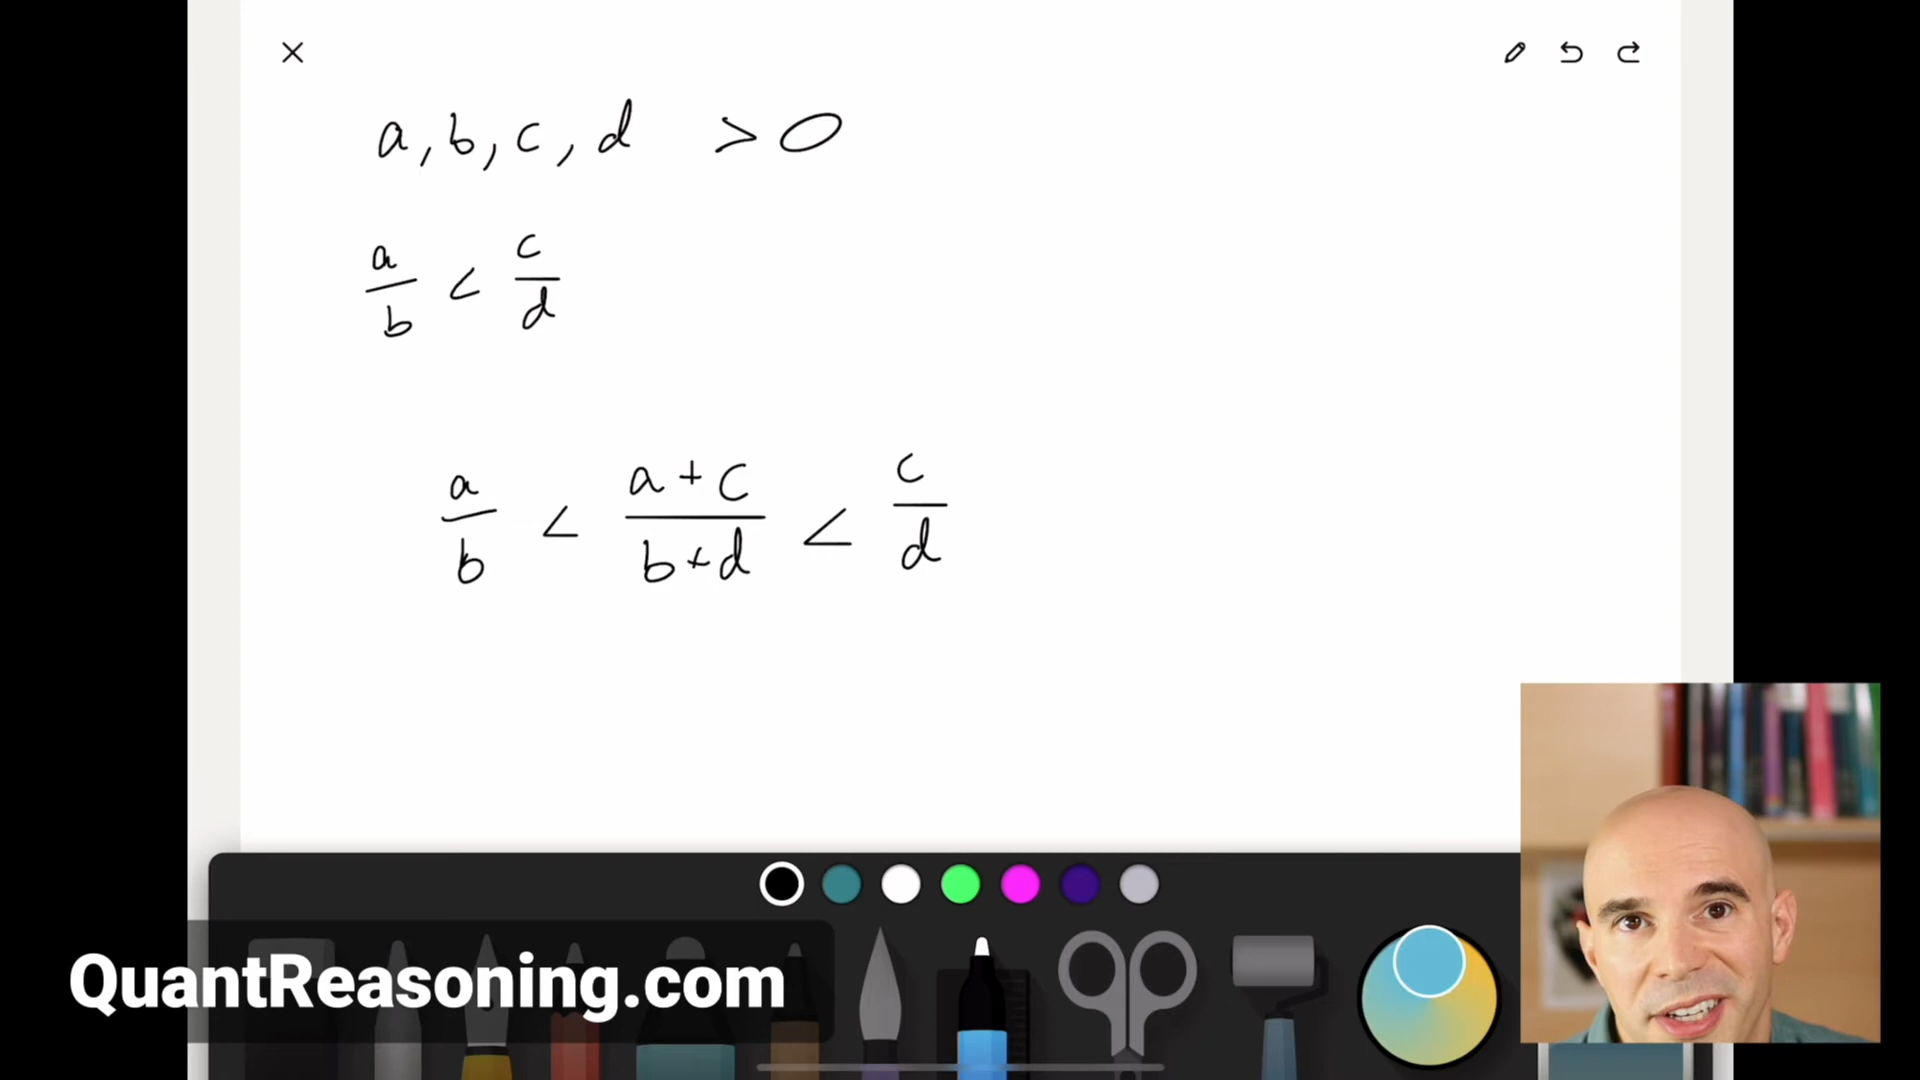 a, b, c, d > 0
a/b < c/d
a/b < a + c/b + d < c/d
QuantReasoning.com